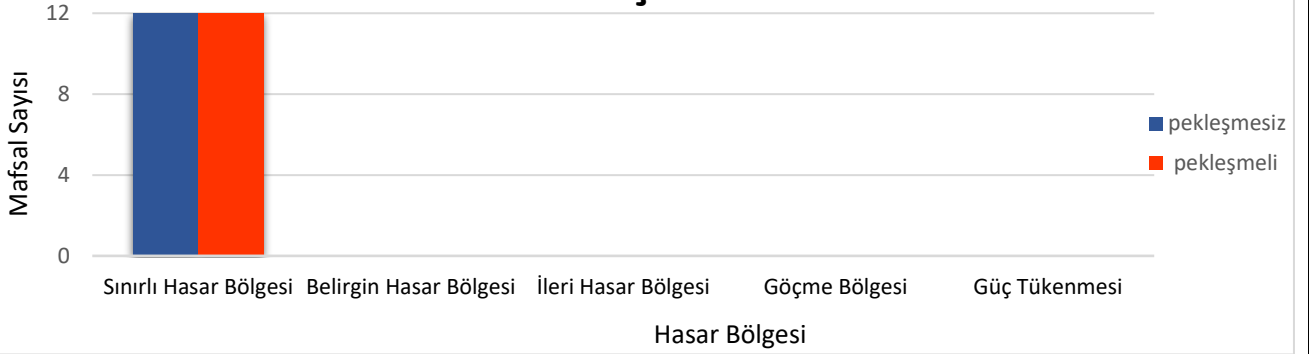 12
8
4
0
Mafsal Sayısı
pekleşmesiz
pekleşmeli
Sınırlı Hasar Bölgesi Belirgin Hasar Bölgesi İleri Hasar Bölgesi Göçme Bölgesi Güç Tükenmesi
Hasar Bölgesi